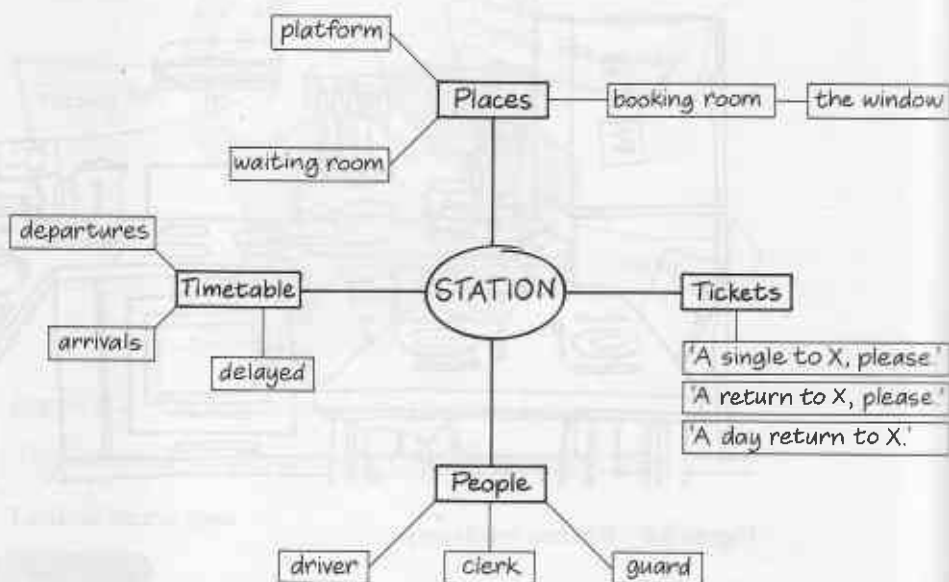 platform
Places
booking room
the window
waiting room
departures
Timetable
STATION
Tickets
arrivals
delayed
'A single to X, please.'
'A return to X, please.'
'A day return to X.'
People
driver
clerk
guard